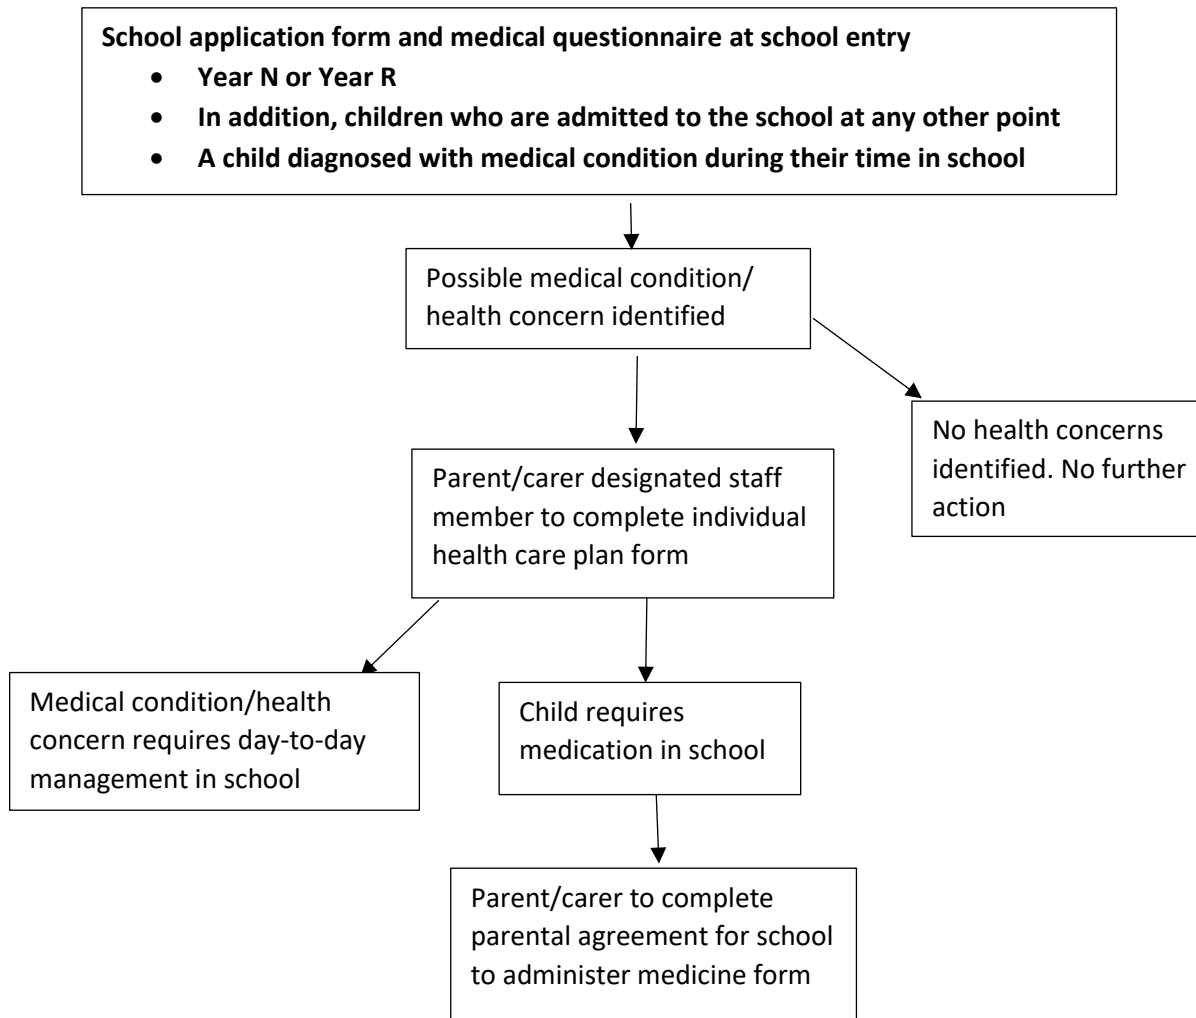 School application form and medical questionnaire at school entry
• Year N or Year R
• In addition, children who are admitted to the school at any other point
• A child diagnosed with medical condition during their time in school
Possible medical condition/
health concern identified
No health concerns
identified. No further
action
Parent/carer designated staff
member to complete individual
health care plan form
Medical condition/health
concern requires day-to-day
management in school
Child requires
medication in school
Parent/carer to complete
parental agreement for school
to administer medicine form